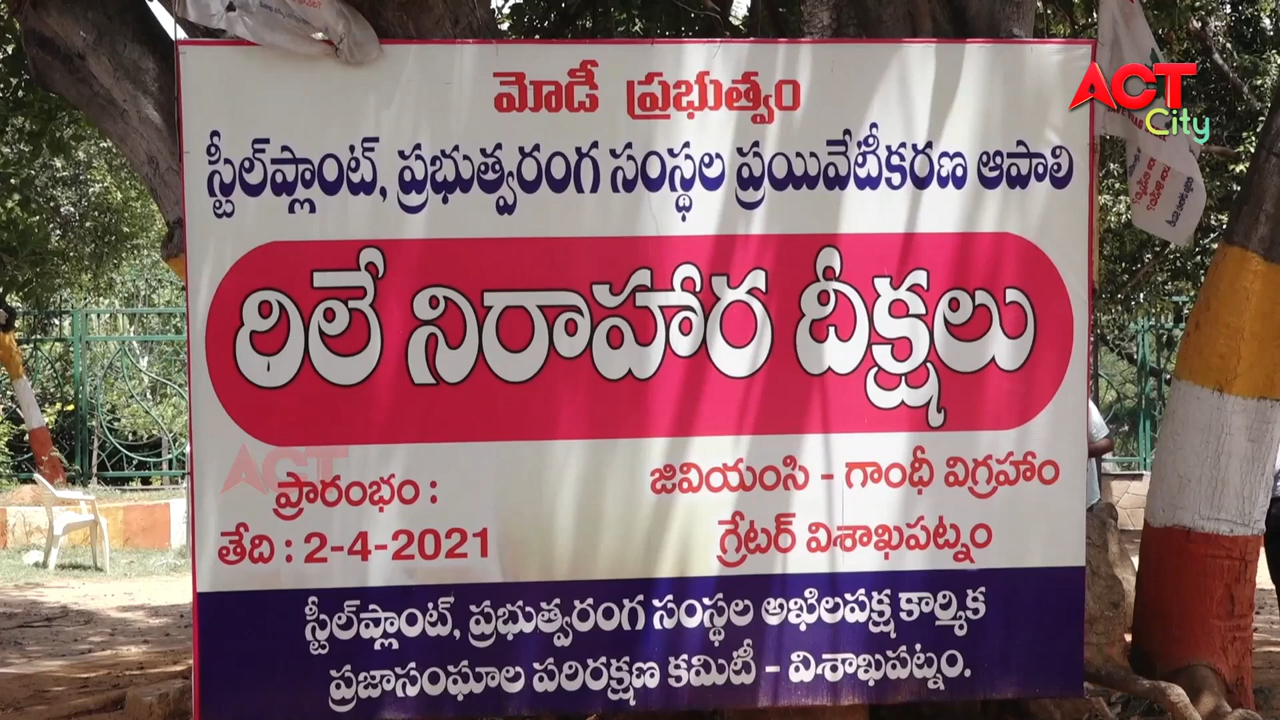 మోడీ ప్రభుత్వం
స్టీల్‌ప్లాంట్, ప్రభుత్వరంగ సంస్థల ప్రయివేటీకరణ ఆపాలి
రిలే నిరాహార దీక్షలు
ప్రారంభం :
తేది : 2-4-2021
జివియంసి - గాంధీ విగ్రహం
గ్రేటర్ విశాఖపట్నం
స్టీల్‌ప్లాంట్, ప్రభుత్వరంగ సంస్థల అఖిలపక్ష కార్మిక
ప్రజాసంఘాల పరిరక్షణ కమిటీ - విశాఖపట్నం.
ACT
City
ACT